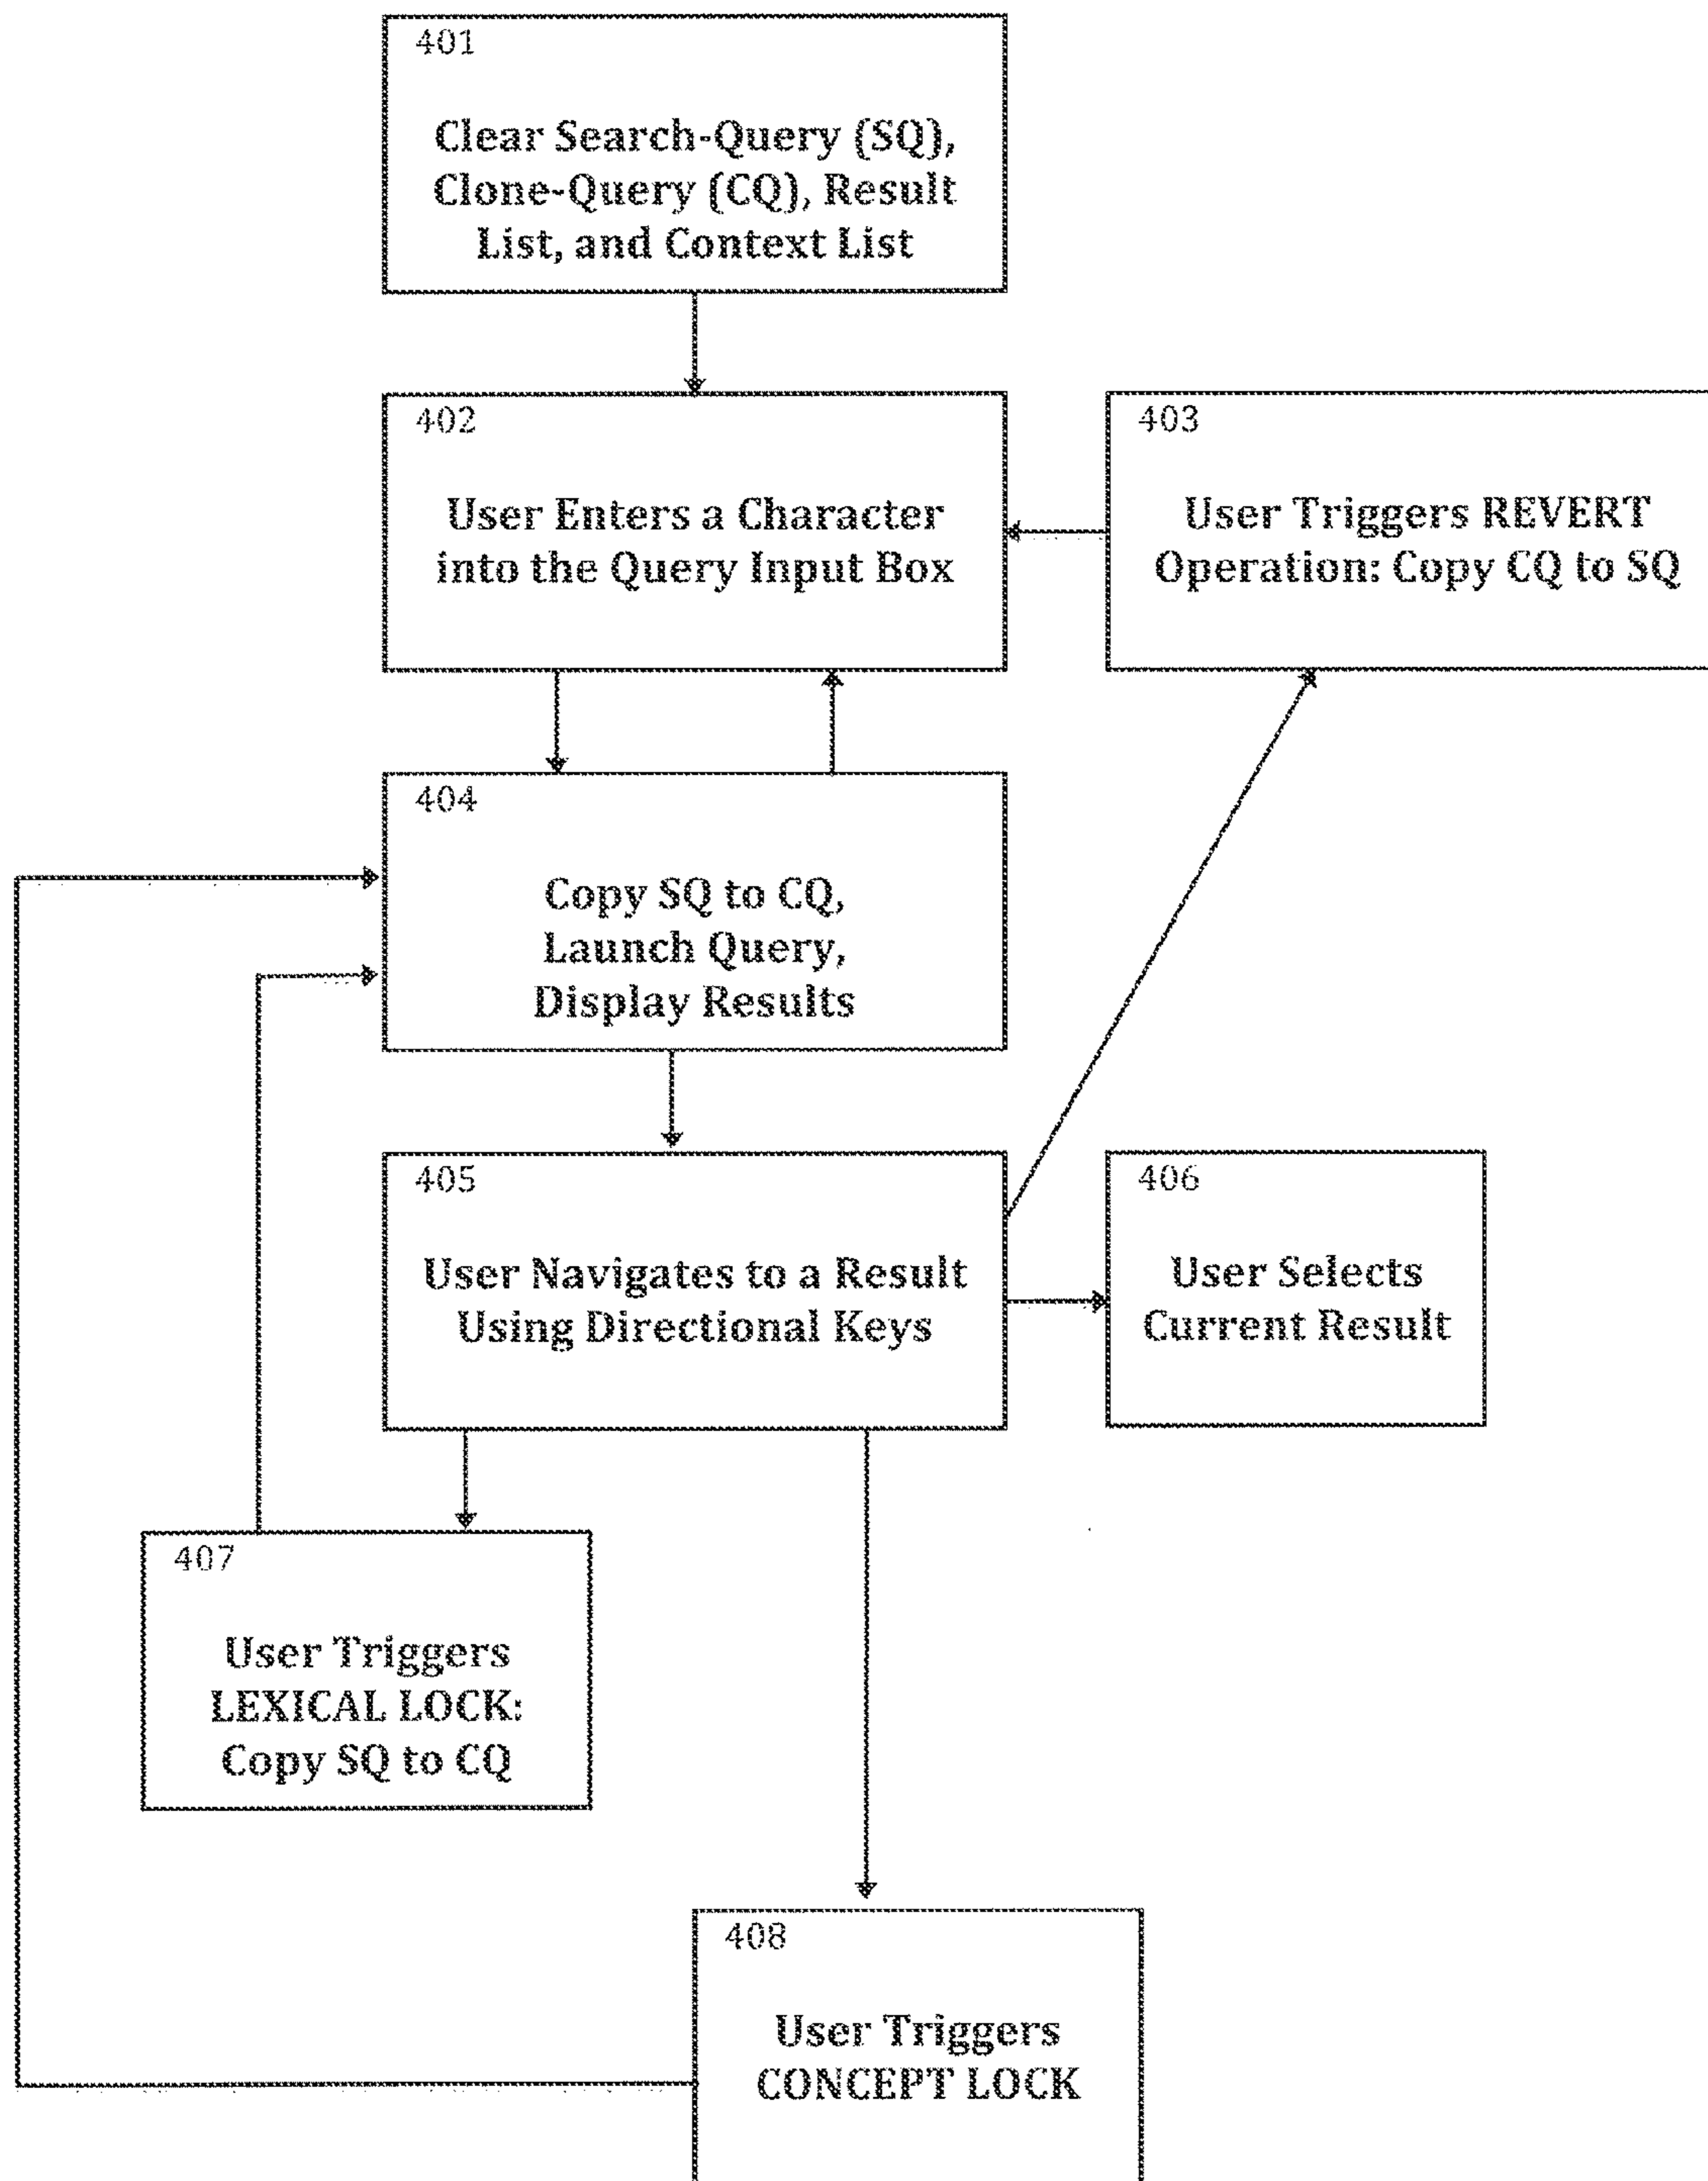 401
Clear Search-Query (SQ),
Clone-Query (CQ), Result
List, and Context List
402
User Enters a Character
into the Query Input Box
403
User Triggers REVERT
Operation: Copy CQ to SQ
404
Copy SQ to CQ,
Launch Query,
Display Results
405
User Navigates to a Result
Using Directional Keys
406
User Selects
Current Result
407
User Triggers
LEXICAL LOCK:
Copy SQ to CQ
408
User Triggers
CONCEPT LOCK